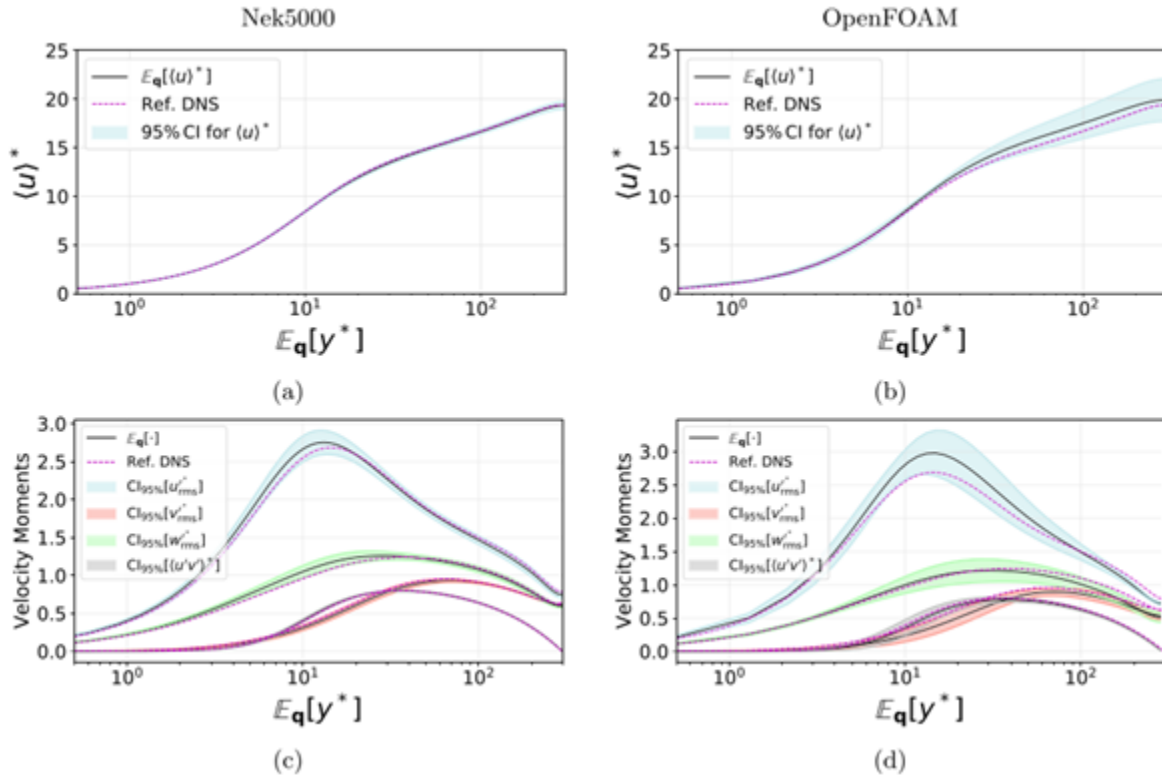 Nek5000
OpenFOAM
25
20
15
10
5
0
⟨u⟩*
𝔼q[⟨u⟩*]
Ref. DNS
95% CI for ⟨u⟩*
10⁰ 10¹ 10²
𝔼q[y*]
(a)
25
20
15
10
5
0
⟨u⟩*
𝔼q[⟨u⟩*]
Ref. DNS
95% CI for ⟨u⟩*
10⁰ 10¹ 10²
𝔼q[y*]
(b)
3.0
2.5
2.0
1.5
1.0
0.5
0.0
Velocity Moments
𝔼q[·]
Ref. DNS
CI95%[u′*rms]
CI95%[v′*rms]
CI95%[w′*rms]
CI95%[⟨u′v′⟩*]
10⁰ 10¹ 10²
𝔼q[y*]
(c)
3.0
2.5
2.0
1.5
1.0
0.5
0.0
Velocity Moments
𝔼q[·]
Ref. DNS
CI95%[u′*rms]
CI95%[v′*rms]
CI95%[w′*rms]
CI95%[⟨u′v′⟩*]
10⁰ 10¹ 10²
𝔼q[y*]
(d)